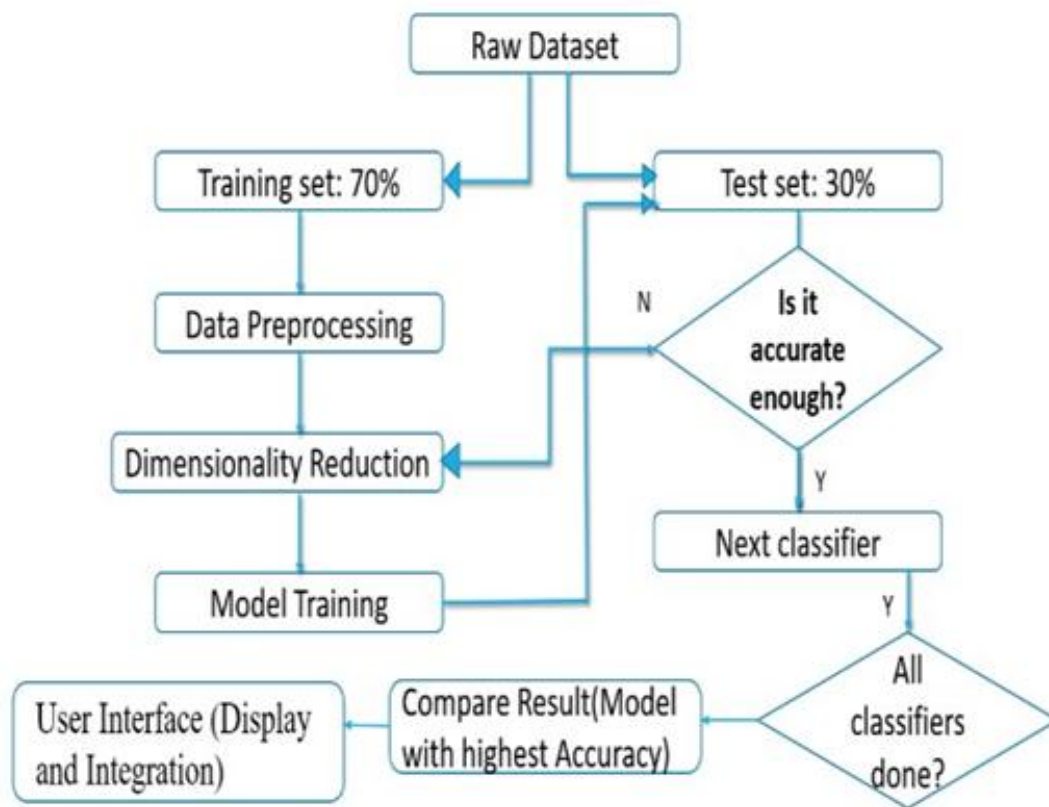 Raw Dataset
Training set: 70%
Test set: 30%
Data Preprocessing
N
Is it
accurate
enough?
Dimensionality Reduction
Y
Next classifier
Model Training
Y
All
classifiers
done?
Compare Result(Model
with highest Accuracy)
User Interface (Display
and Integration)